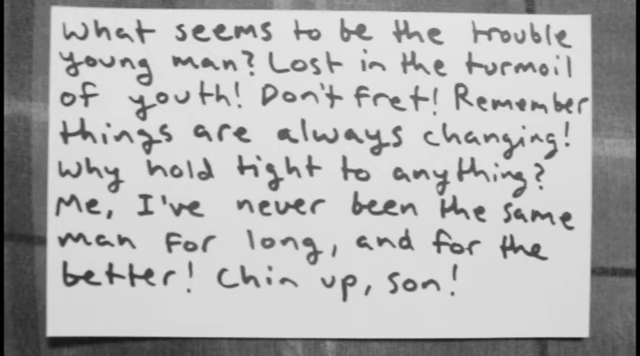 What seems to be the trouble
young man? Lost in the turmoil
of youth! Don't fret! Remember
things are always changing!
Why hold tight to anything?
Me, I've never been the same
man for long, and for the
better! Chin up, son!